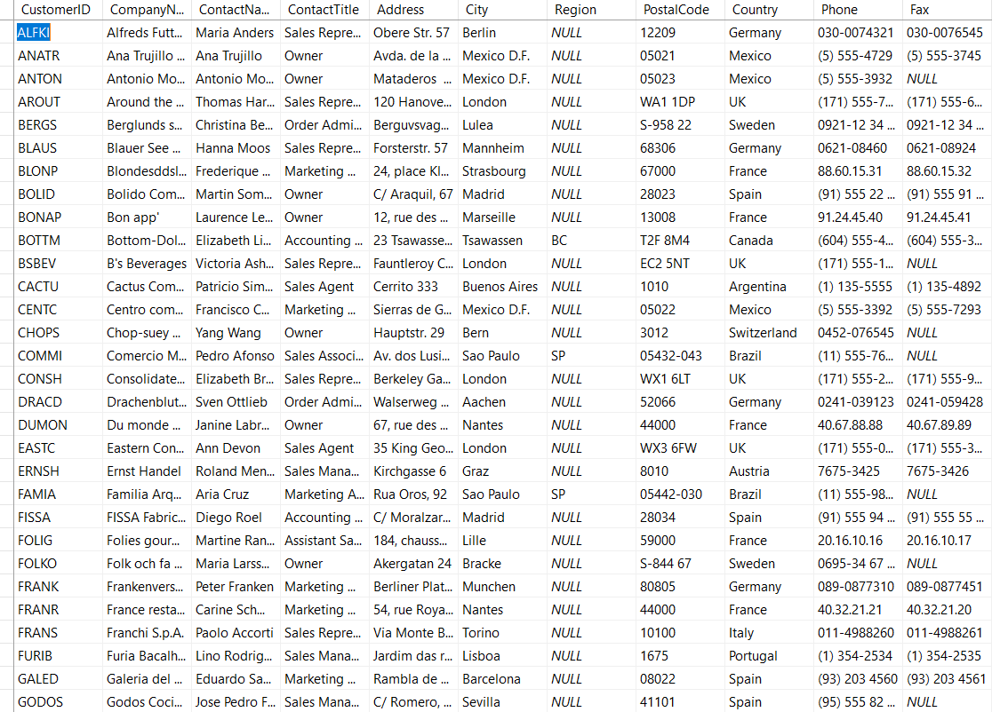 CustomerID CompanyN... ContactNa... ContactTitle Address City Region PostalCode Country Phone Fax
ALFKI Alfreds Futt... Maria Anders Sales Repre... Obere Str. 57 Berlin NULL 12209 Germany 030-0074321 030-0076545
ANATR Ana Trujillo ... Ana Trujillo Owner Avda. de la ... Mexico D.F. NULL 05021 Mexico (5) 555-4729 (5) 555-3745
ANTON Antonio Mo... Antonio Mo... Owner Mataderos ... Mexico D.F. NULL 05023 Mexico (5) 555-3932 NULL
AROUT Around the ... Thomas Har... Sales Repre... 120 Hanove... London NULL WA1 1DP UK (171) 555-7... (171) 555-6...
BERGS Berglunds s... Christina Be... Order Admi... Berguvsvag... Lulea NULL S-958 22 Sweden 0921-12 34 ... 0921-12 34 ...
BLAUS Blauer See ... Hanna Moos Sales Repre... Forsterstr. 57 Mannheim NULL 68306 Germany 0621-08460 0621-08924
BLONP Blondesddsl... Frederique ... Marketing ... 24, place Kl... Strasbourg NULL 67000 France 88.60.15.31 88.60.15.32
BOLID Bolido Com... Martin Som... Owner C/ Araquil, 67 Madrid NULL 28023 Spain (91) 555 22 ... (91) 555 91 ...
BONAP Bon app' Laurence Le... Owner 12, rue des ... Marseille NULL 13008 France 91.24.45.40 91.24.45.41
BOTTM Bottom-Dol... Elizabeth Li... Accounting ... 23 Tsawasse... Tsawassen BC T2F 8M4 Canada (604) 555-4... (604) 555-3...
BSBEV B's Beverages Victoria Ash... Sales Repre... Fauntleroy C... London NULL EC2 5NT UK (171) 555-1... NULL
CACTU Cactus Com... Patricio Sim... Sales Agent Cerrito 333 Buenos Aires NULL 1010 Argentina (1) 135-5555 (1) 135-4892
CENTC Centro com... Francisco C... Marketing ... Sierras de G... Mexico D.F. NULL 05022 Mexico (5) 555-3392 (5) 555-7293
CHOPS Chop-suey ... Yang Wang Owner Hauptstr. 29 Bern NULL 3012 Switzerland 0452-076545 NULL
COMMI Comercio M... Pedro Afonso Sales Associ... Av. dos Lusi... Sao Paulo SP 05432-043 Brazil (11) 555-76... NULL
CONSH Consolidate... Elizabeth Br... Sales Repre... Berkeley Ga... London NULL WX1 6LT UK (171) 555-2... (171) 555-9...
DRACD Drachenblut... Sven Ottlieb Order Admi... Walserweg ... Aachen NULL 52066 Germany 0241-039123 0241-059428
DUMON Du monde ... Janine Labr... Owner 67, rue des ... Nantes NULL 44000 France 40.67.88.88 40.67.89.89
EASTC Eastern Con... Ann Devon Sales Agent 35 King Geo... London NULL WX3 6FW UK (171) 555-0... (171) 555-3...
ERNSH Ernst Handel Roland Men... Sales Mana... Kirchgasse 6 Graz NULL 8010 Austria 7675-3425 7675-3426
FAMIA Familia Arq... Aria Cruz Marketing A... Rua Oros, 92 Sao Paulo SP 05442-030 Brazil (11) 555-98... NULL
FISSA FISSA Fabric... Diego Roel Accounting ... C/ Moralzar... Madrid NULL 28034 Spain (91) 555 94 ... (91) 555 55 ...
FOLIG Folies gour... Martine Ran... Assistant Sa... 184, chauss... Lille NULL 59000 France 20.16.10.16 20.16.10.17
FOLKO Folk och fa ... Maria Larss... Owner Akergatan 24 Bracke NULL S-844 67 Sweden 0695-34 67 ... NULL
FRANK Frankenvers... Peter Franken Marketing ... Berliner Plat... Munchen NULL 80805 Germany 089-0877310 089-0877451
FRANR France resta... Carine Sch... Marketing ... 54, rue Roya... Nantes NULL 44000 France 40.32.21.21 40.32.21.20
FRANS Franchi S.p.A. Paolo Accorti Sales Repre... Via Monte B... Torino NULL 10100 Italy 011-4988260 011-4988261
FURIB Furia Bacalh... Lino Rodrig... Sales Mana... Jardim das r... Lisboa NULL 1675 Portugal (1) 354-2534 (1) 354-2535
GALED Galeria del ... Eduardo Sa... Marketing ... Rambla de ... Barcelona NULL 08022 Spain (93) 203 4560 (93) 203 4561
GODOS Godos Coci... Jose Pedro F... Sales Mana... C/ Romero, ... Sevilla NULL 41101 Spain (95) 555 82 ... NULL